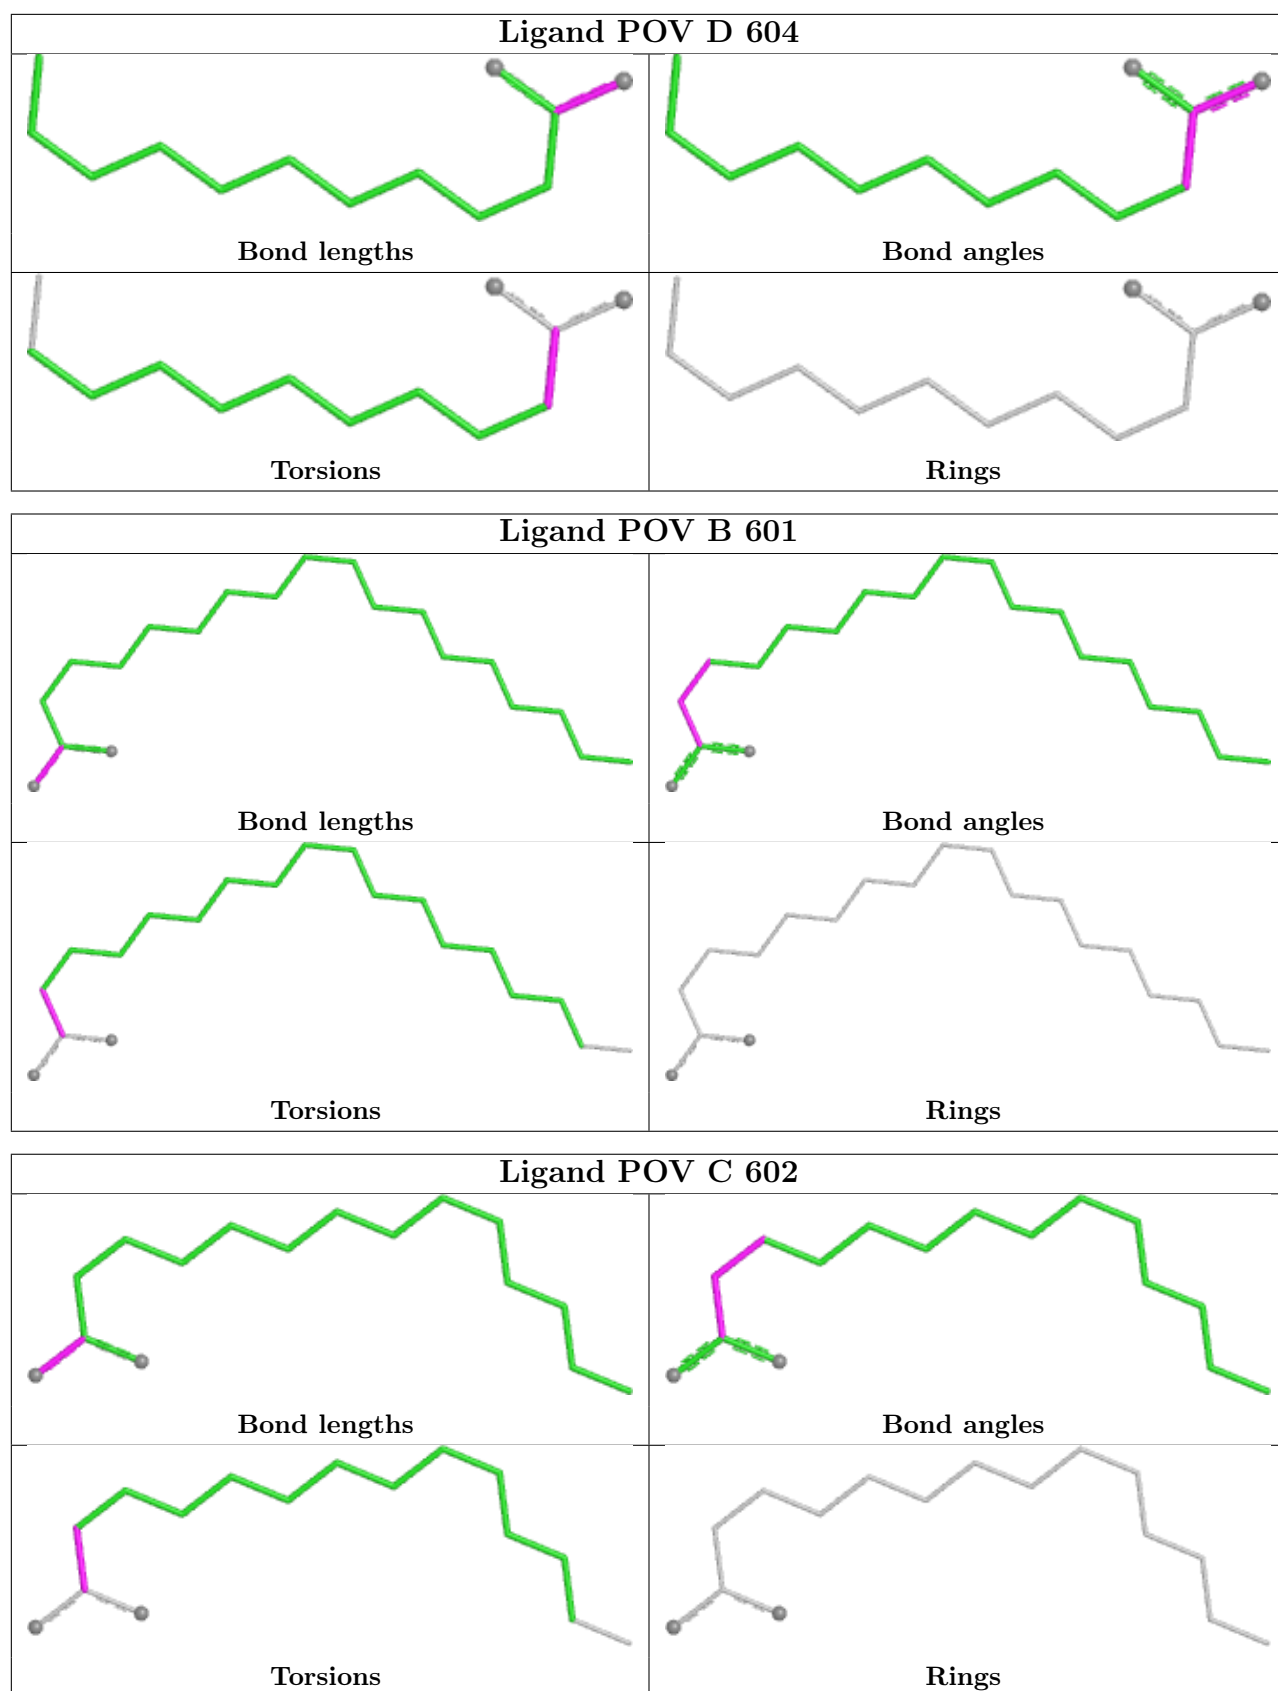 Ligand POV D 604
Bond lengths
Bond angles
Torsions
Rings
Ligand POV B 601
Bond lengths
Bond angles
Torsions
Rings
Ligand POV C 602
Bond lengths
Bond angles
Torsions
Rings